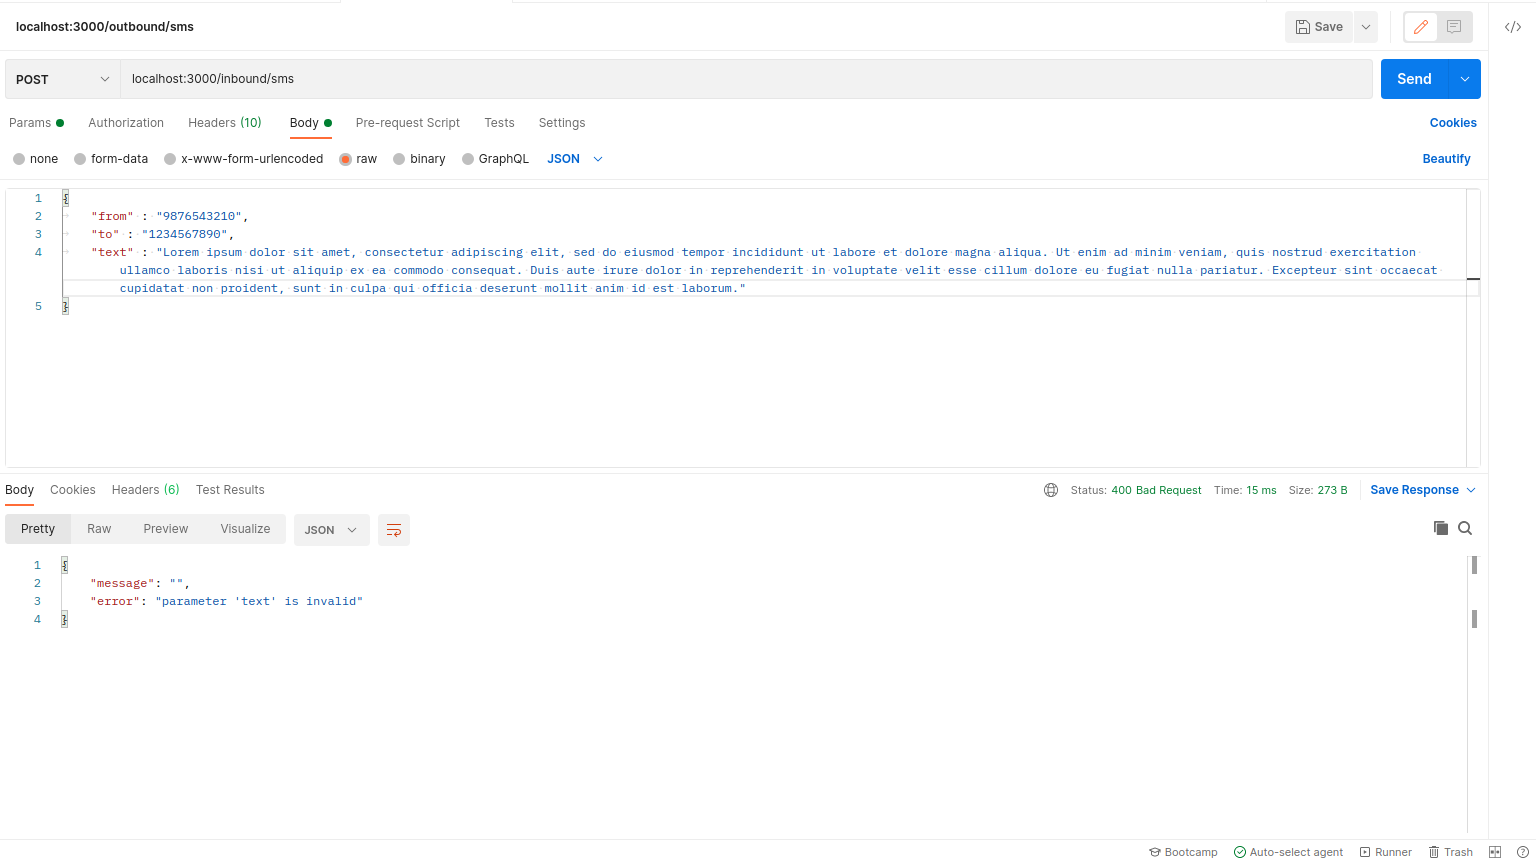 localhost:3000/outbound/sms
Save
POST
localhost:3000/inbound/sms
Send
Params
Authorization
Headers (10)
Body
Pre-request Script
Tests
Settings
Cookies
none
form-data
x-www-form-urlencoded
raw
binary
GraphQL
JSON
Beautify
1 {
2 "from" : "9876543210",
3 "to" : "1234567890",
4 "text" : "Lorem ipsum dolor sit amet, consectetur adipiscing elit, sed do eiusmod tempor incididunt ut labore et dolore magna aliqua. Ut enim ad minim veniam, quis nostrud exercitation
ullamco laboris nisi ut aliquip ex ea commodo consequat. Duis aute irure dolor in reprehenderit in voluptate velit esse cillum dolore eu fugiat nulla pariatur. Excepteur sint occaecat
cupidatat non proident, sunt in culpa qui officia deserunt mollit anim id est laborum."
5 }
Body
Cookies
Headers (6)
Test Results
Status: 400 Bad Request
Time: 15 ms
Size: 273 B
Save Response
Pretty
Raw
Preview
Visualize
JSON
1 {
2 "message": "",
3 "error": "parameter 'text' is invalid"
4 }
Bootcamp
Auto-select agent
Runner
Trash